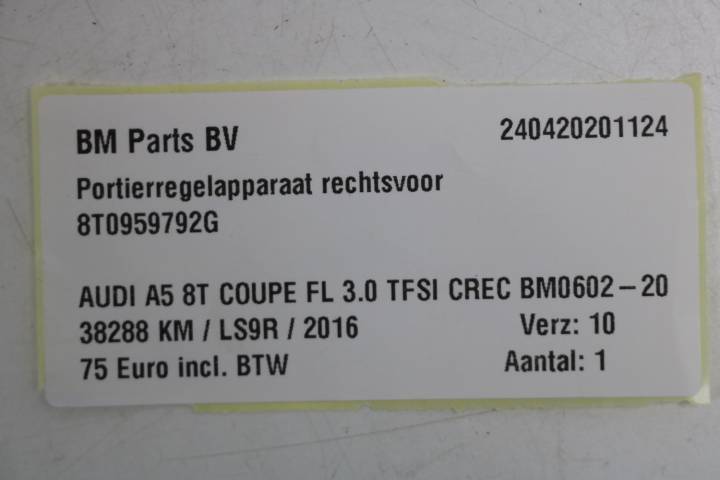 BM Parts BV 240420201124
Portierregelapparaat rechtsvoor
8T0959792G
AUDI A5 8T COUPE FL 3.0 TFSI CREC BM0602-20
38288 KM / LS9R / 2016 Verz: 10
75 Euro incl. BTW Aantal: 1